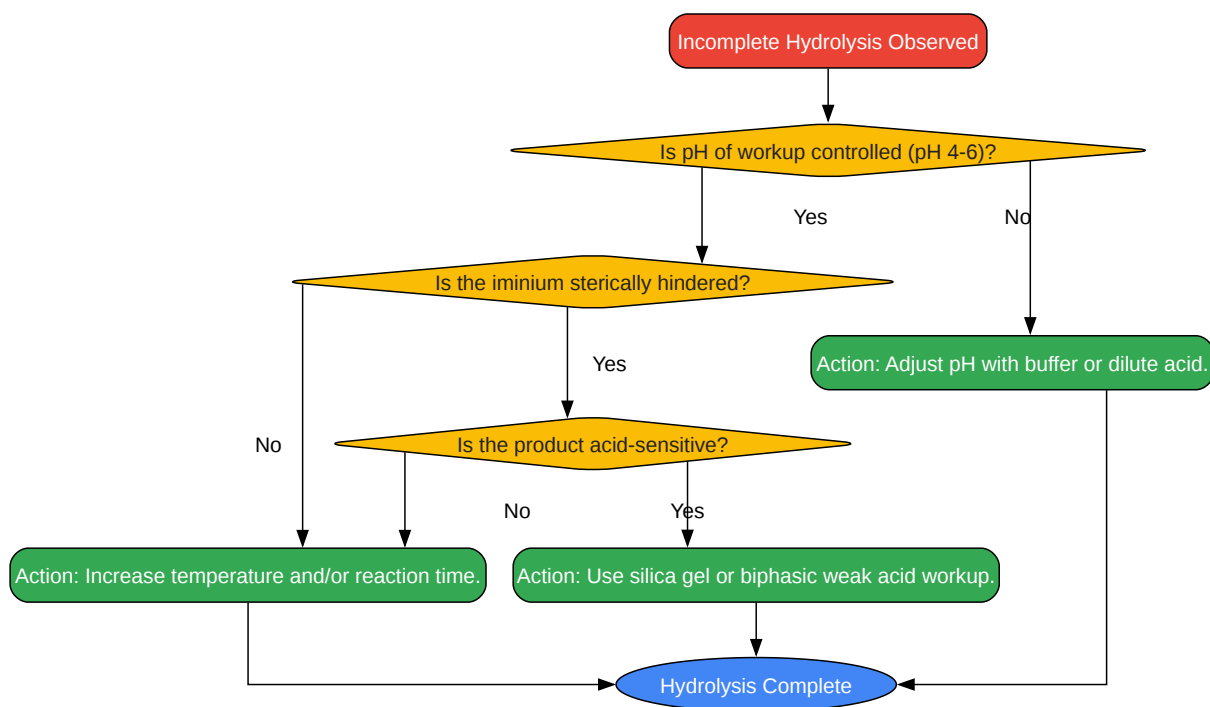 Incomplete Hydrolysis Observed
Is pH of workup controlled (pH 4-6)?
Yes
No
Is the iminium sterically hindered?
Yes
Action: Adjust pH with buffer or dilute acid.
No
Is the product acid-sensitive?
No
Yes
Action: Increase temperature and/or reaction time.
Action: Use silica gel or biphasic weak acid workup.
Hydrolysis Complete